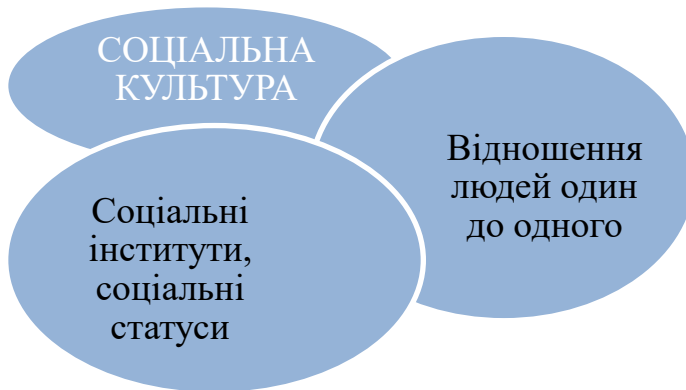 СОЦІАЛЬНА
КУЛЬТУРА
Відношення
людей один
до одного
Соціальні
інститути,
соціальні
статуси